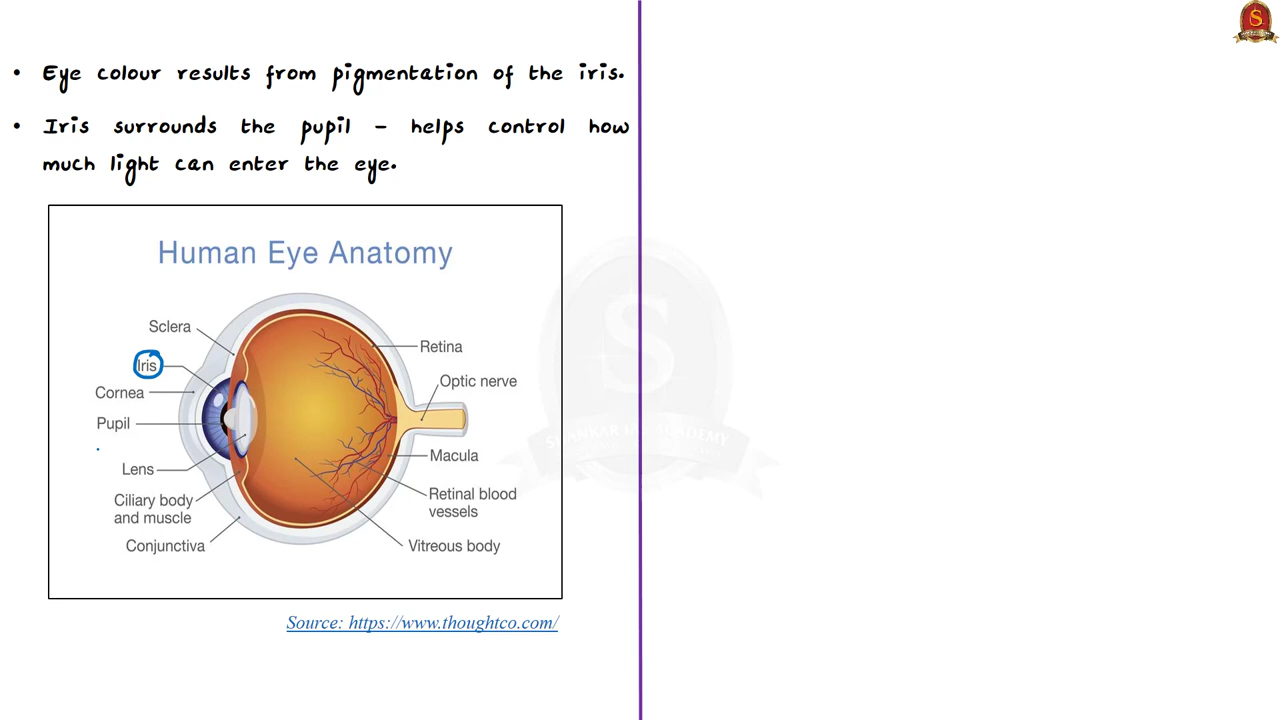 • Eye colour results from pigmentation of the iris.
• Iris surrounds the pupil – helps control how
much light can enter the eye.
Human Eye Anatomy
Sclera
Iris
Cornea
Pupil
Lens
Ciliary body
and muscle
Conjunctiva
Retina
Optic nerve
Macula
Retinal blood
vessels
Vitreous body
Source: https://www.thoughtco.com/
S